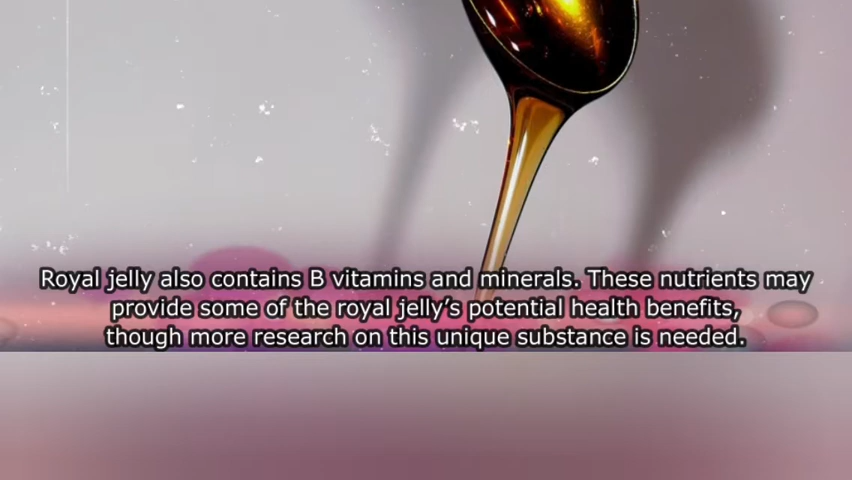 Royal jelly also contains B vitamins and minerals. These nutrients may
provide some of the royal jelly's potential health benefits,
though more research on this unique substance is needed.